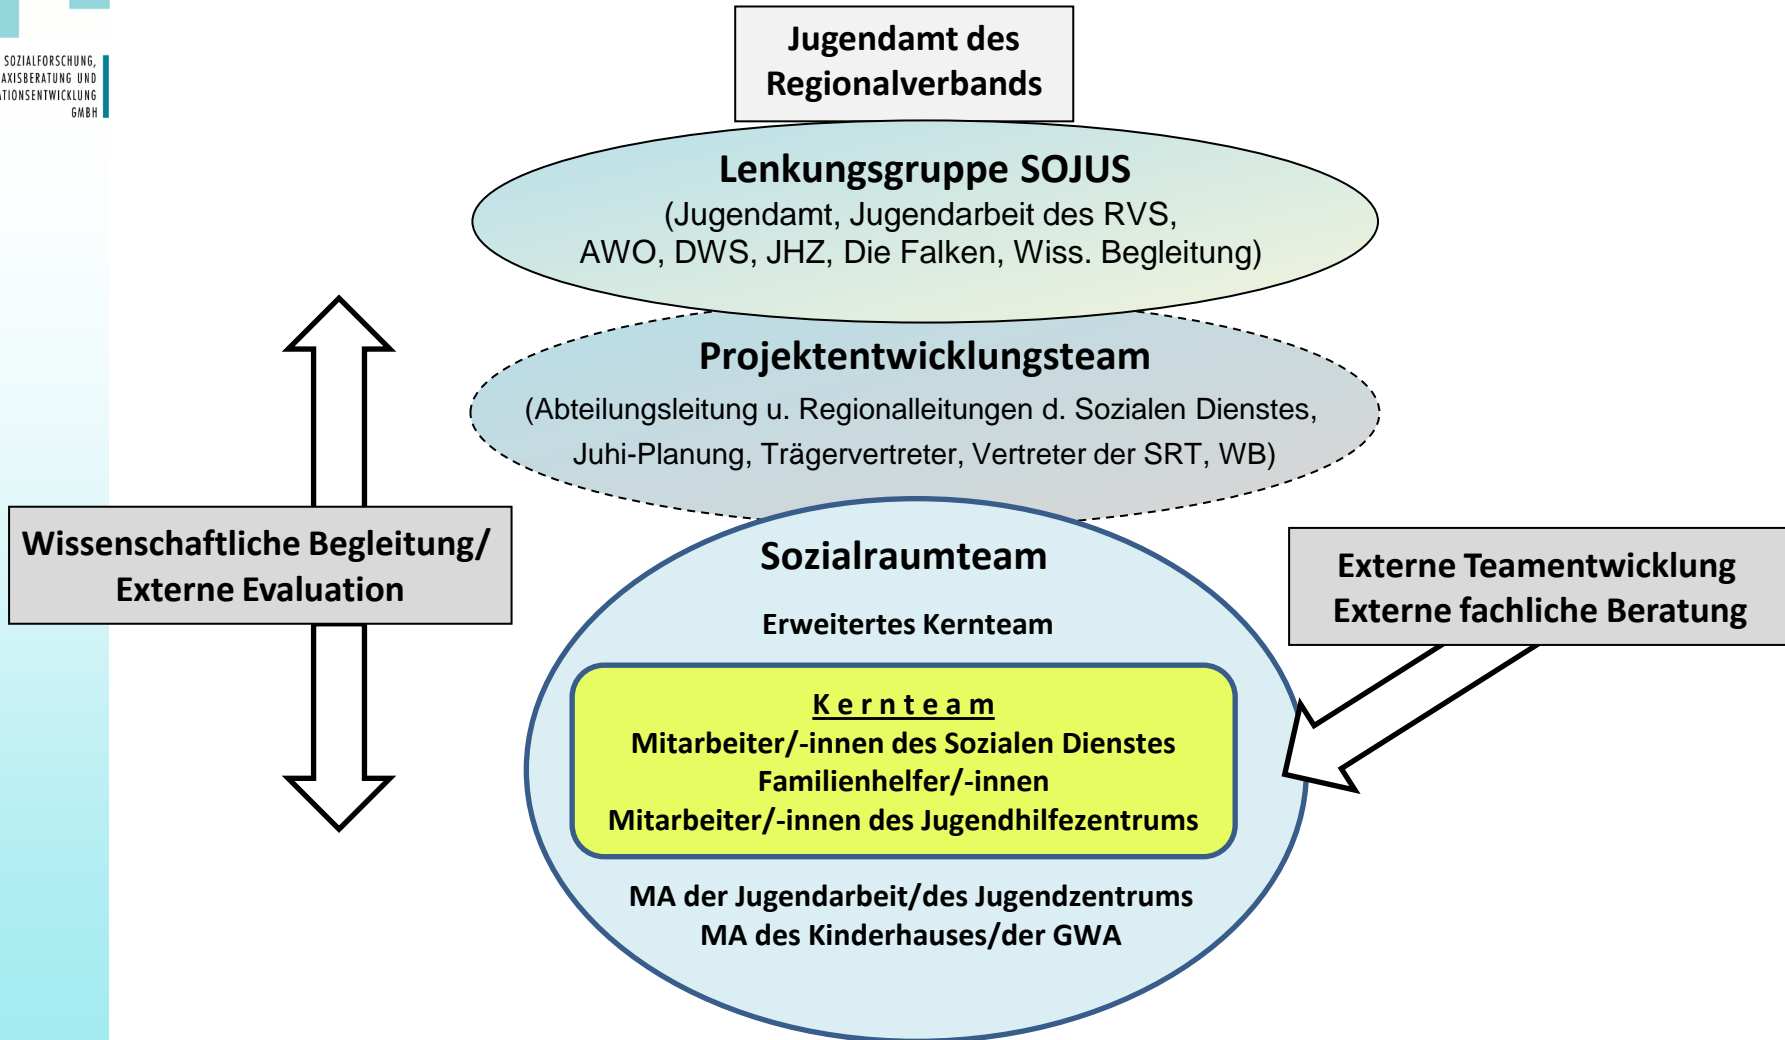 SOZIALFORSCHUNG,
UND
GMBH
Jugendamt des
Regionalverbands
Lenkungsgruppe SOJUS
(Jugendamt, Jugendarbeit des RVS,
AWO, DWS, JHZ, Die Falken, Wiss. Begleitung)
Projektentwicklungsteam
(Abteilungsleitung u. Regionalleitungen d. Sozialen Dienstes,
Juhi-Planung, Trägervertreter, Vertreter der SRT, WB)
Wissenschaftliche Begleitung/
Externe Evaluation
Sozialraumteam
Erweitertes Kernteam
K e r n t e a m
Mitarbeiter/-innen des Sozialen Dienstes
Familienhelfer/-innen
Mitarbeiter/-innen des Jugendhilfezentrums
MA der Jugendarbeit/des Jugendzentrums
MA des Kinderhauses/der GWA
Externe Teamentwicklung
Externe fachliche Beratung